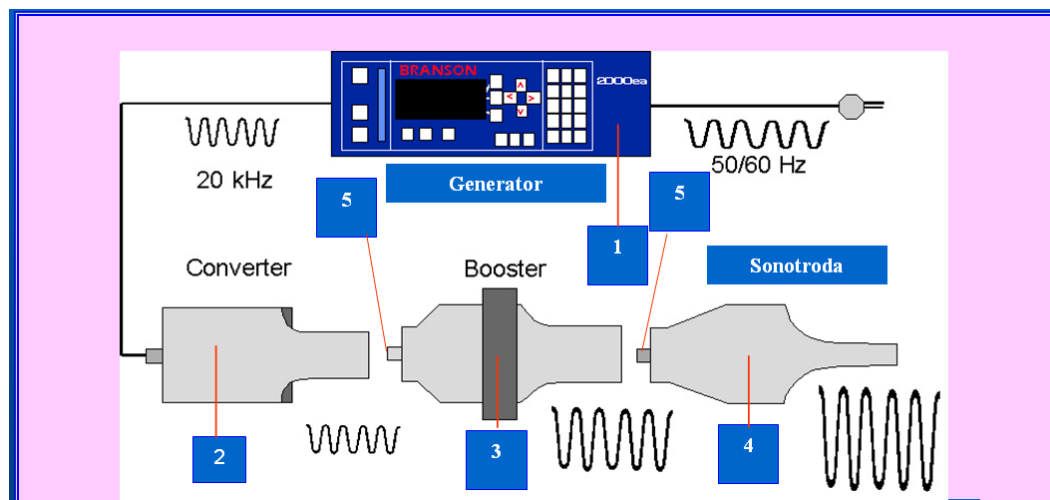 BRANSON
2000ea
20 kHz
50/60 Hz
Generator
5
5
1
Converter
Booster
Sonotroda
2
3
4